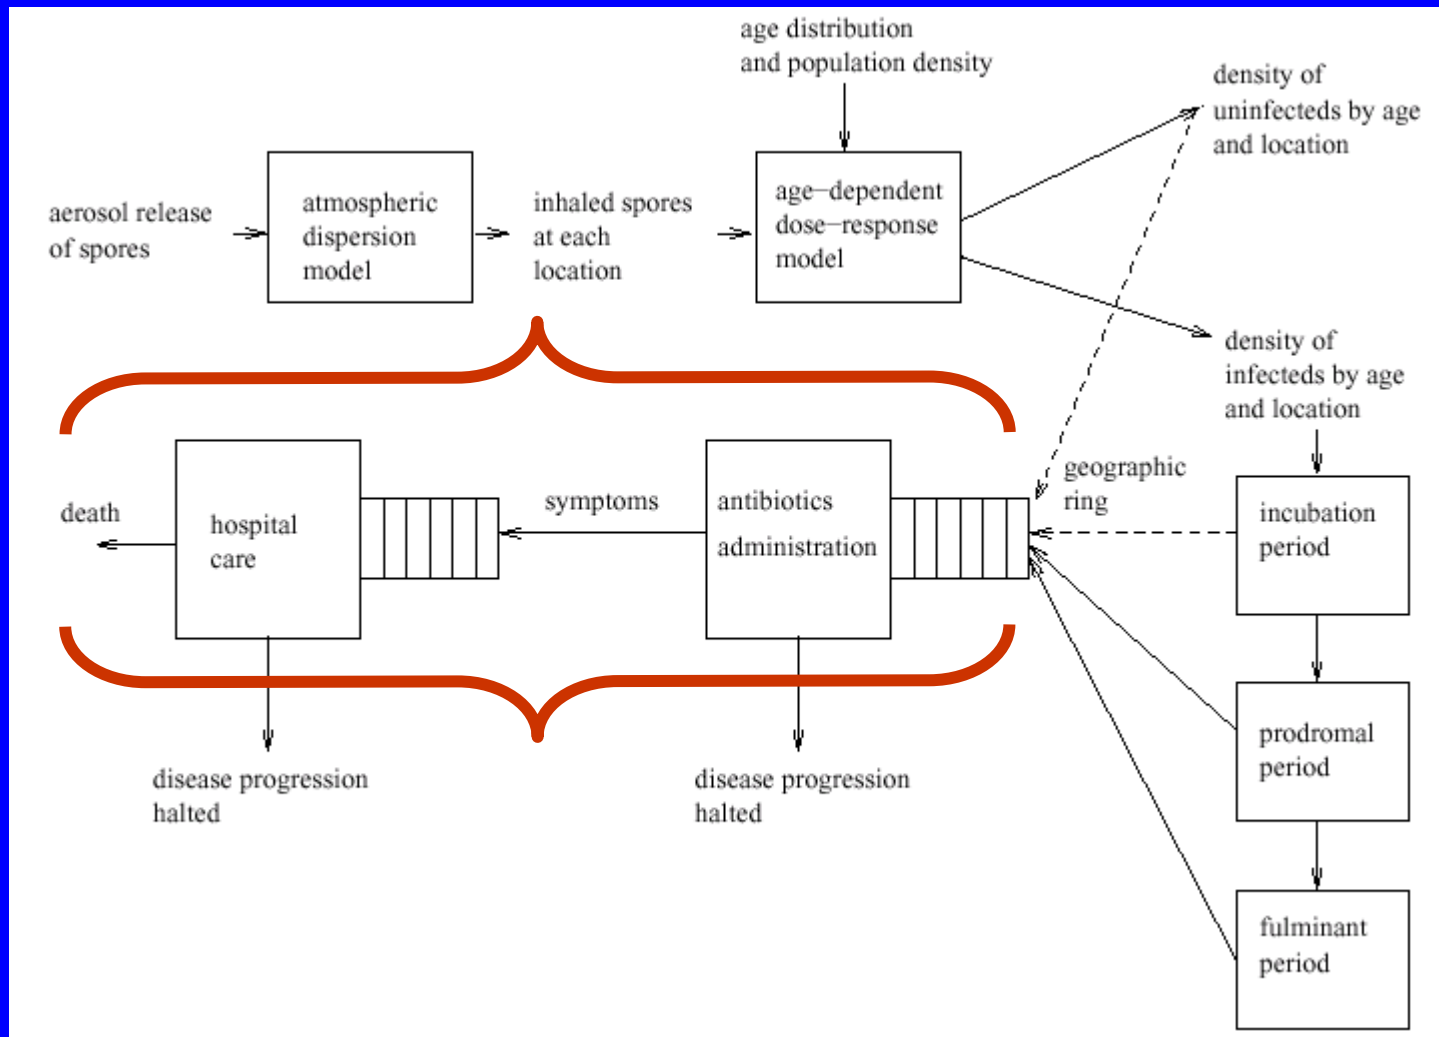 age distribution
and population density
density of
uninfecteds by age
and location
aerosol release
of spores
atmospheric
dispersion
model
inhaled spores
at each
location
age−dependent
dose−response
model
density of
infecteds by age
and location
death
hospital
care
symptoms
antibiotics
administration
geographic
ring
incubation
period
disease progression
halted
disease progression
halted
prodromal
period
fulminant
period